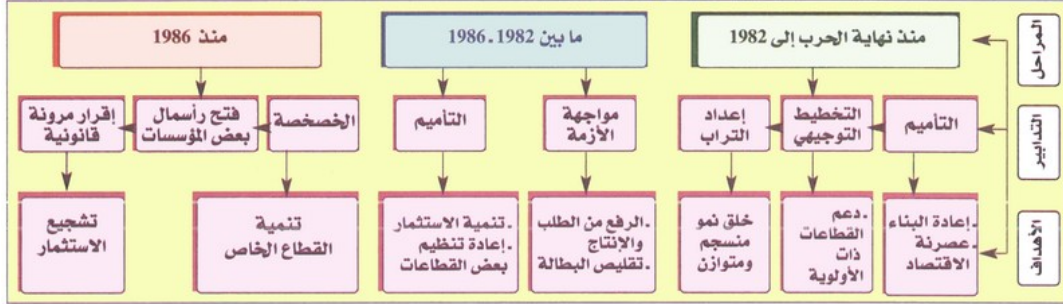 المراحل
منذ نهاية الحرب إلى 1982
ما بين 1982 ـ 1986
منذ 1986
التدابير
التأميم
التخطيط
التوجيهي
إعداد
التراب
مواجهة
الأزمة
التأميم
الخصخصة
فتح رأسمال
بعض المؤسسات
إقرار مرونة
قانونية
الأهداف
ـ إعادة البناء
ـ عصرنة
الاقتصاد
ـ دعم
القطاعات
ذات
الأولوية
خلق نمو
منسجم
ومتوازن
ـ الرفع من الطلب
والإنتاج
ـ تقليص البطالة
ـ تنمية الاستثمار
ـ إعادة تنظيم
بعض القطاعات
تنمية
القطاع الخاص
تشجيع
الاستثمار